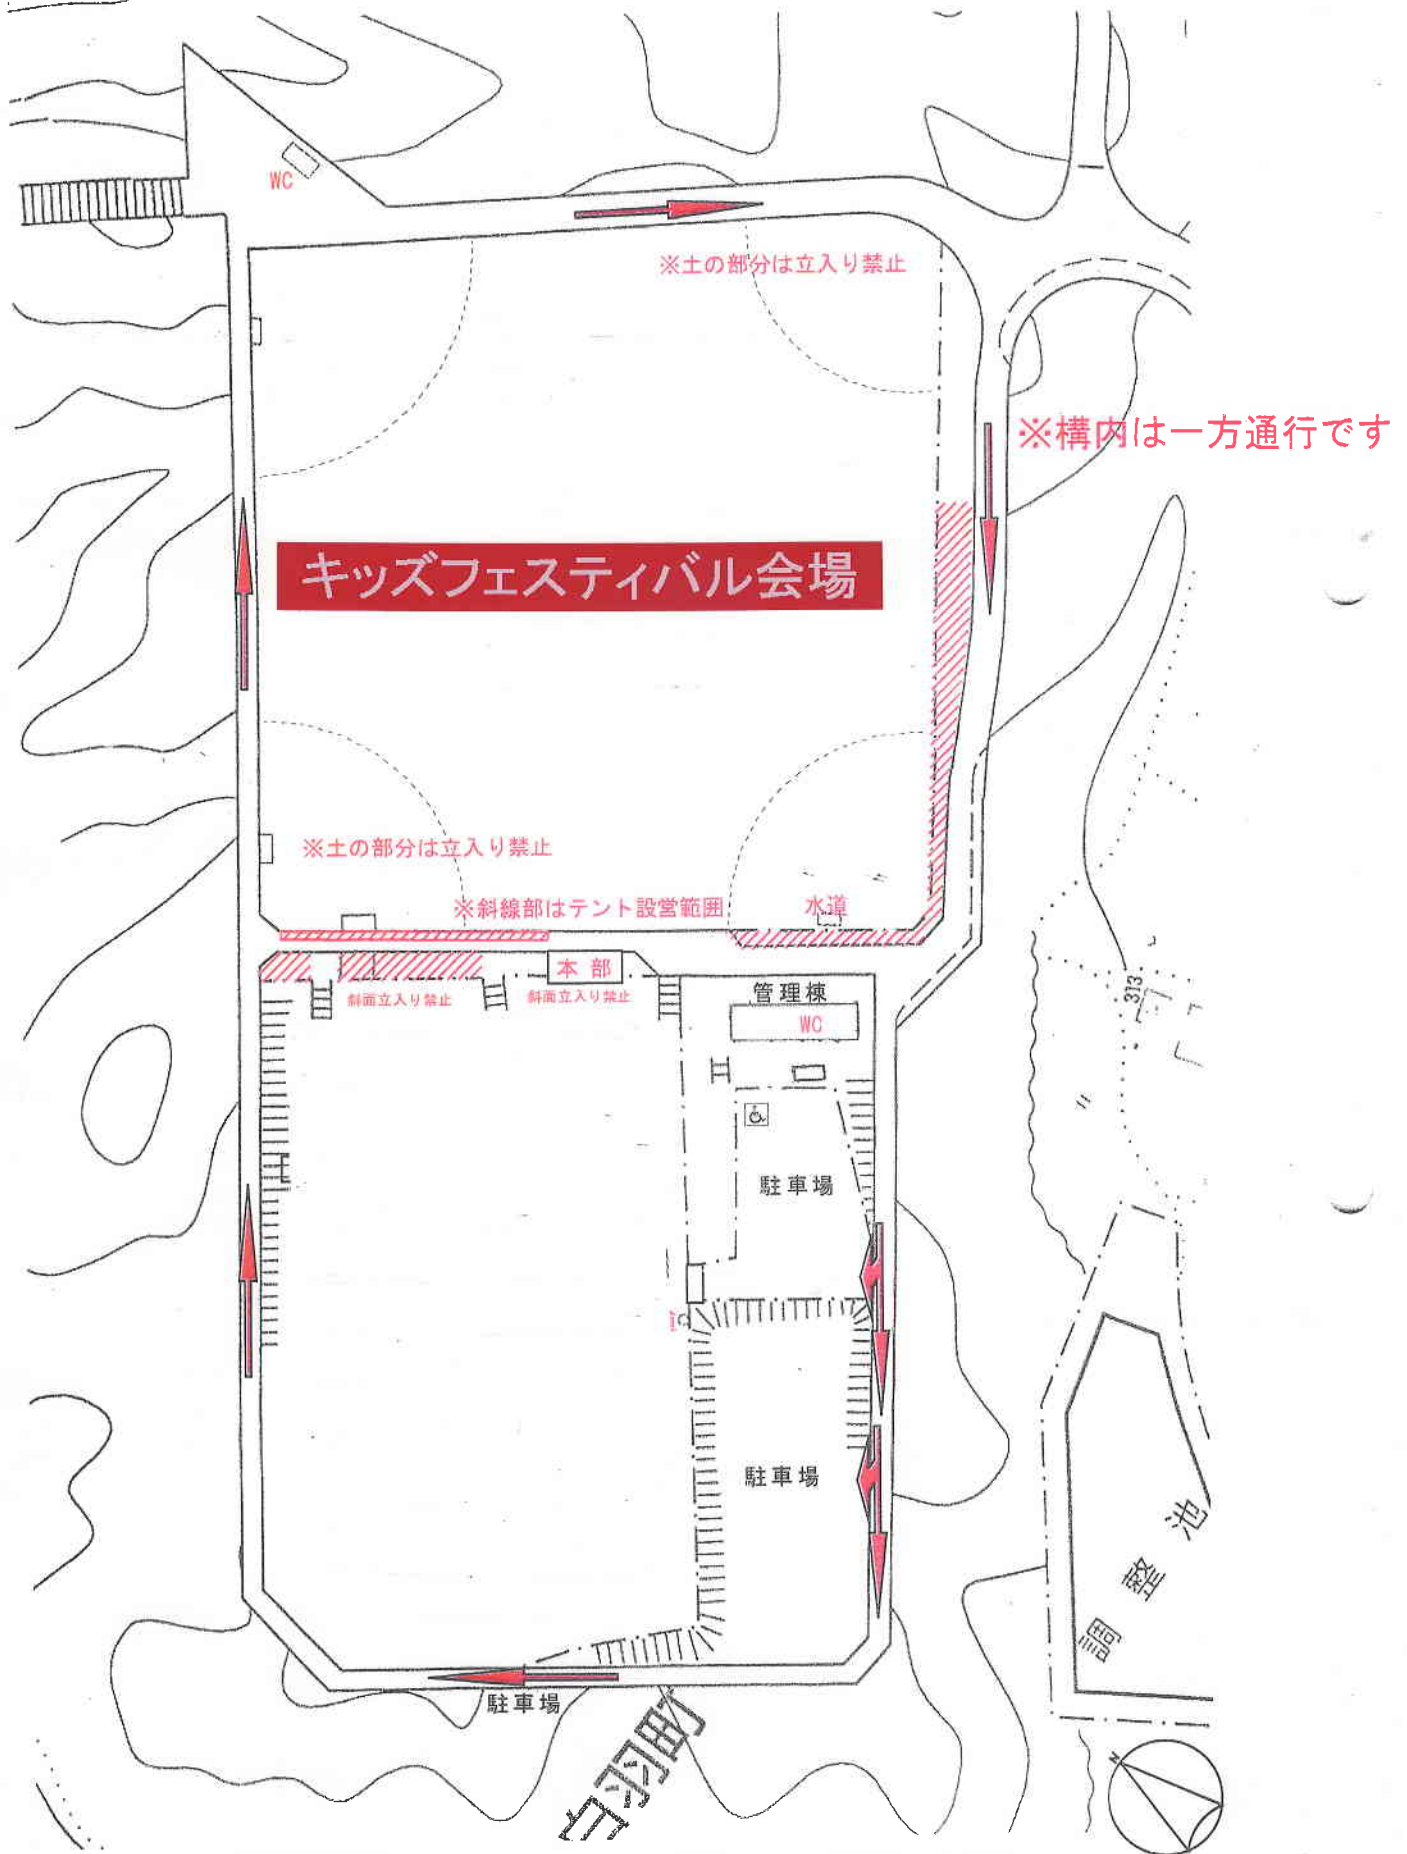 WC
※土の部分は立入り禁止
※構内は一方通行です
キッズフェスティバル会場
※土の部分は立入り禁止
※斜線部はテント設営範囲
水道
本部
斜面立入り禁止
斜面立入り禁止
管理棟
WC
313
駐車場
駐車場
調整池
駐車場
白羽町
N